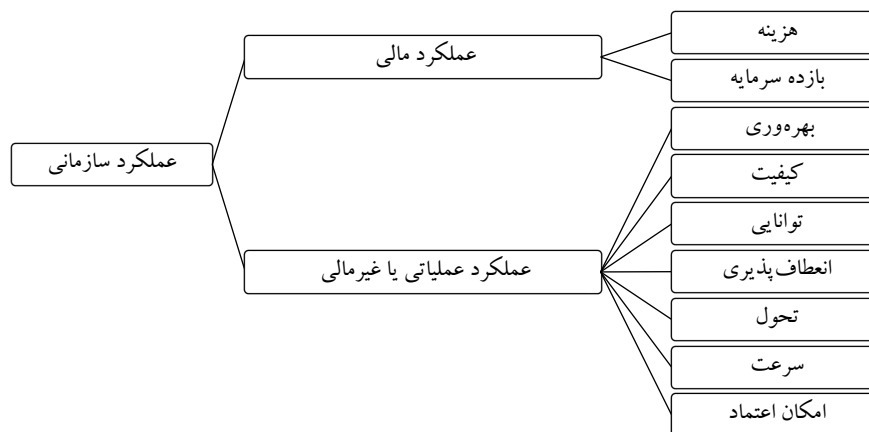 عملکرد سازمانی
عملکرد مالی
هزینه
بازده سرمایه
عملکرد عملیاتی یا غیرمالی
بهره‌وری
کیفیت
توانایی
انعطاف‌پذیری
تحول
سرعت
امکان اعتماد